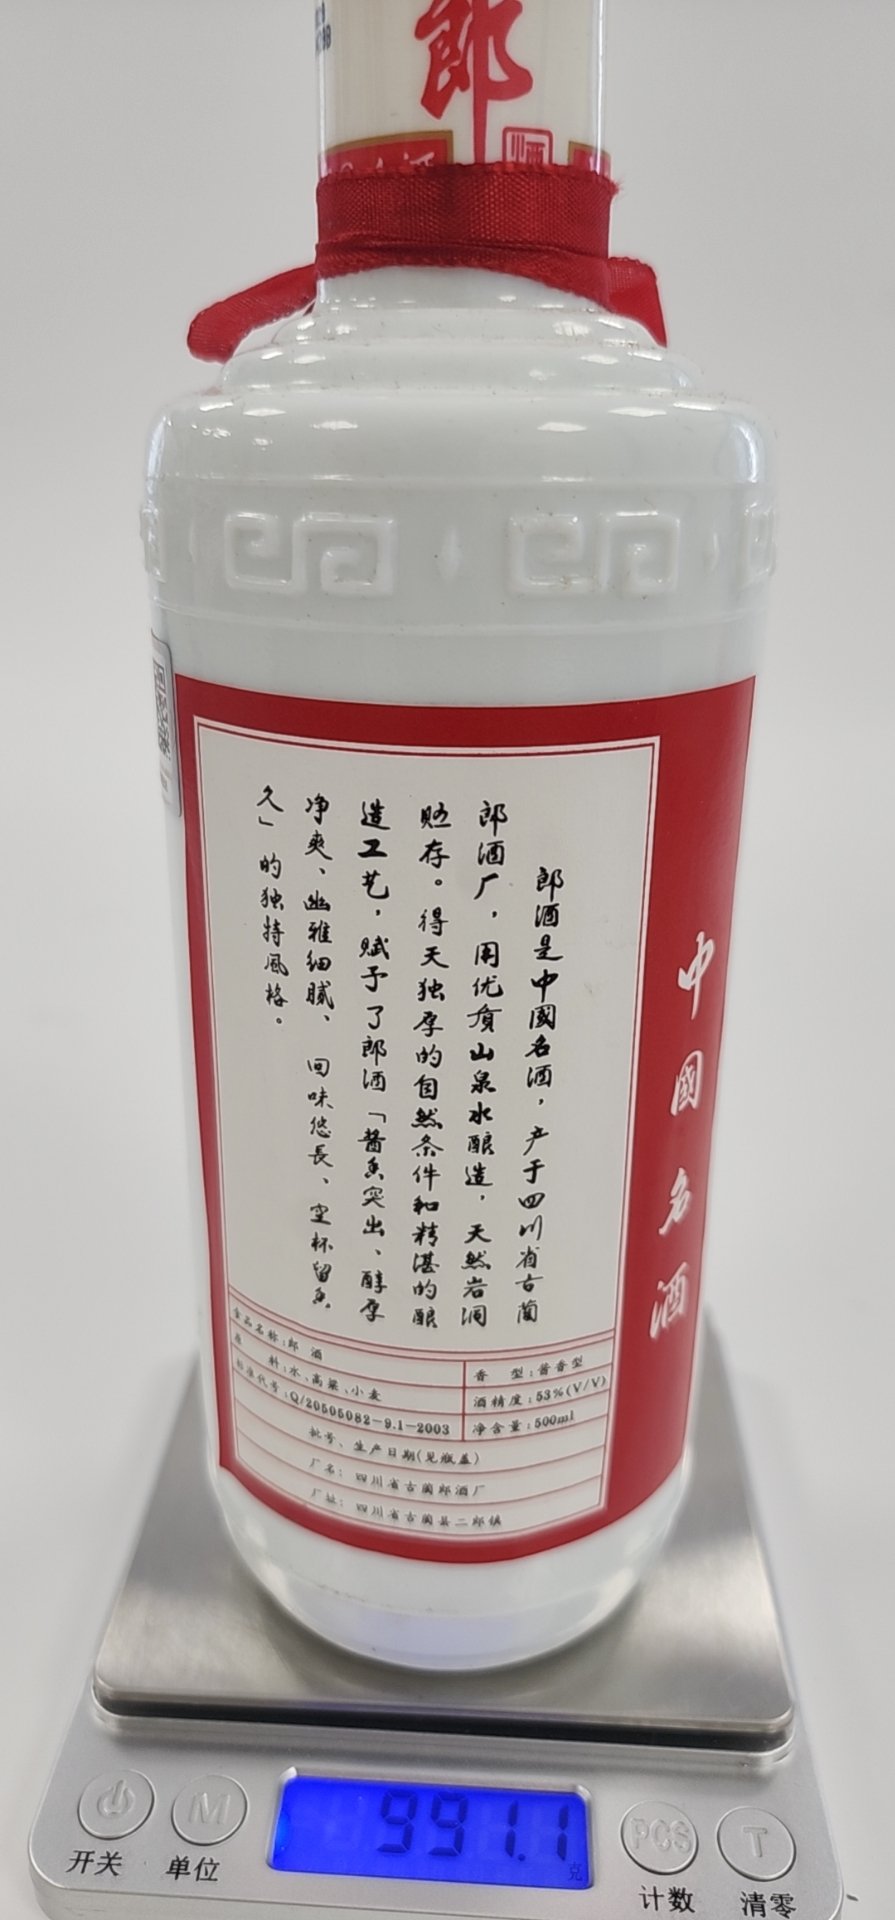 郎
酒
郎酒是中國名酒，产于四川省古蔺
郎酒厂，用优质山泉水酿造，天然岩洞
贮存。得天独厚的自然条件和精湛的酿
造工艺，赋予了郎酒「酱香突出、醇厚
净爽、幽雅细腻、回味悠長、空杯留香
久」的独特风格。
中國名酒
食品名称：郎 酒
原 料：水、高粱、小麦
标准代号：Q/20505082-9.1-2003
香 型：酱香型
酒精度：53%(V/V)
净含量：500ml
批号、生产日期(见瓶盖)
厂名：四川省古蔺郎酒厂
厂址：四川省古蔺县二郎镇
991.1
克
M
PCS
T
开关
单位
计数
清零